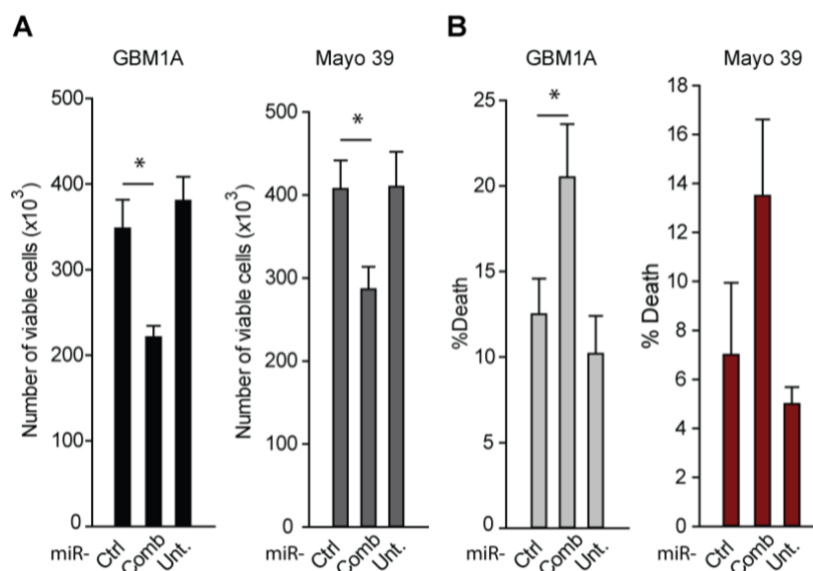 A
B
GBM1A
Mayo 39
GBM1A
Mayo 39
Number of viable cells (x10³)
500
400
300
200
100
0
*
miR- Ctrl Comb Unt.
Number of viable cells (x10³)
500
400
300
200
100
0
*
Ctrl Comb Unt.
%Death
25
20
15
10
5
0
*
miR- Ctrl Comb Unt.
% Death
18
16
14
12
10
8
6
4
2
0
miR- Ctrl Comb Unt.